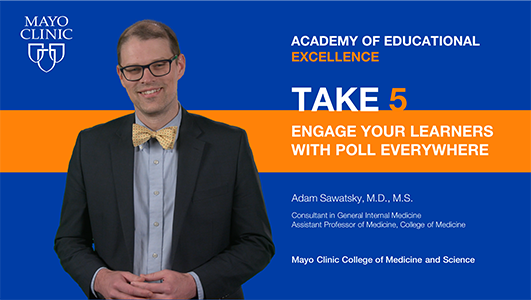 MAYO
CLINIC
ACADEMY OF EDUCATIONAL
EXCELLENCE
TAKE 5
ENGAGE YOUR LEARNERS
WITH POLL EVERYWHERE
Adam Sawatsky, M.D., M.S.
Consultant in General Internal Medicine
Assistant Professor of Medicine, College of Medicine
Mayo Clinic College of Medicine and Science